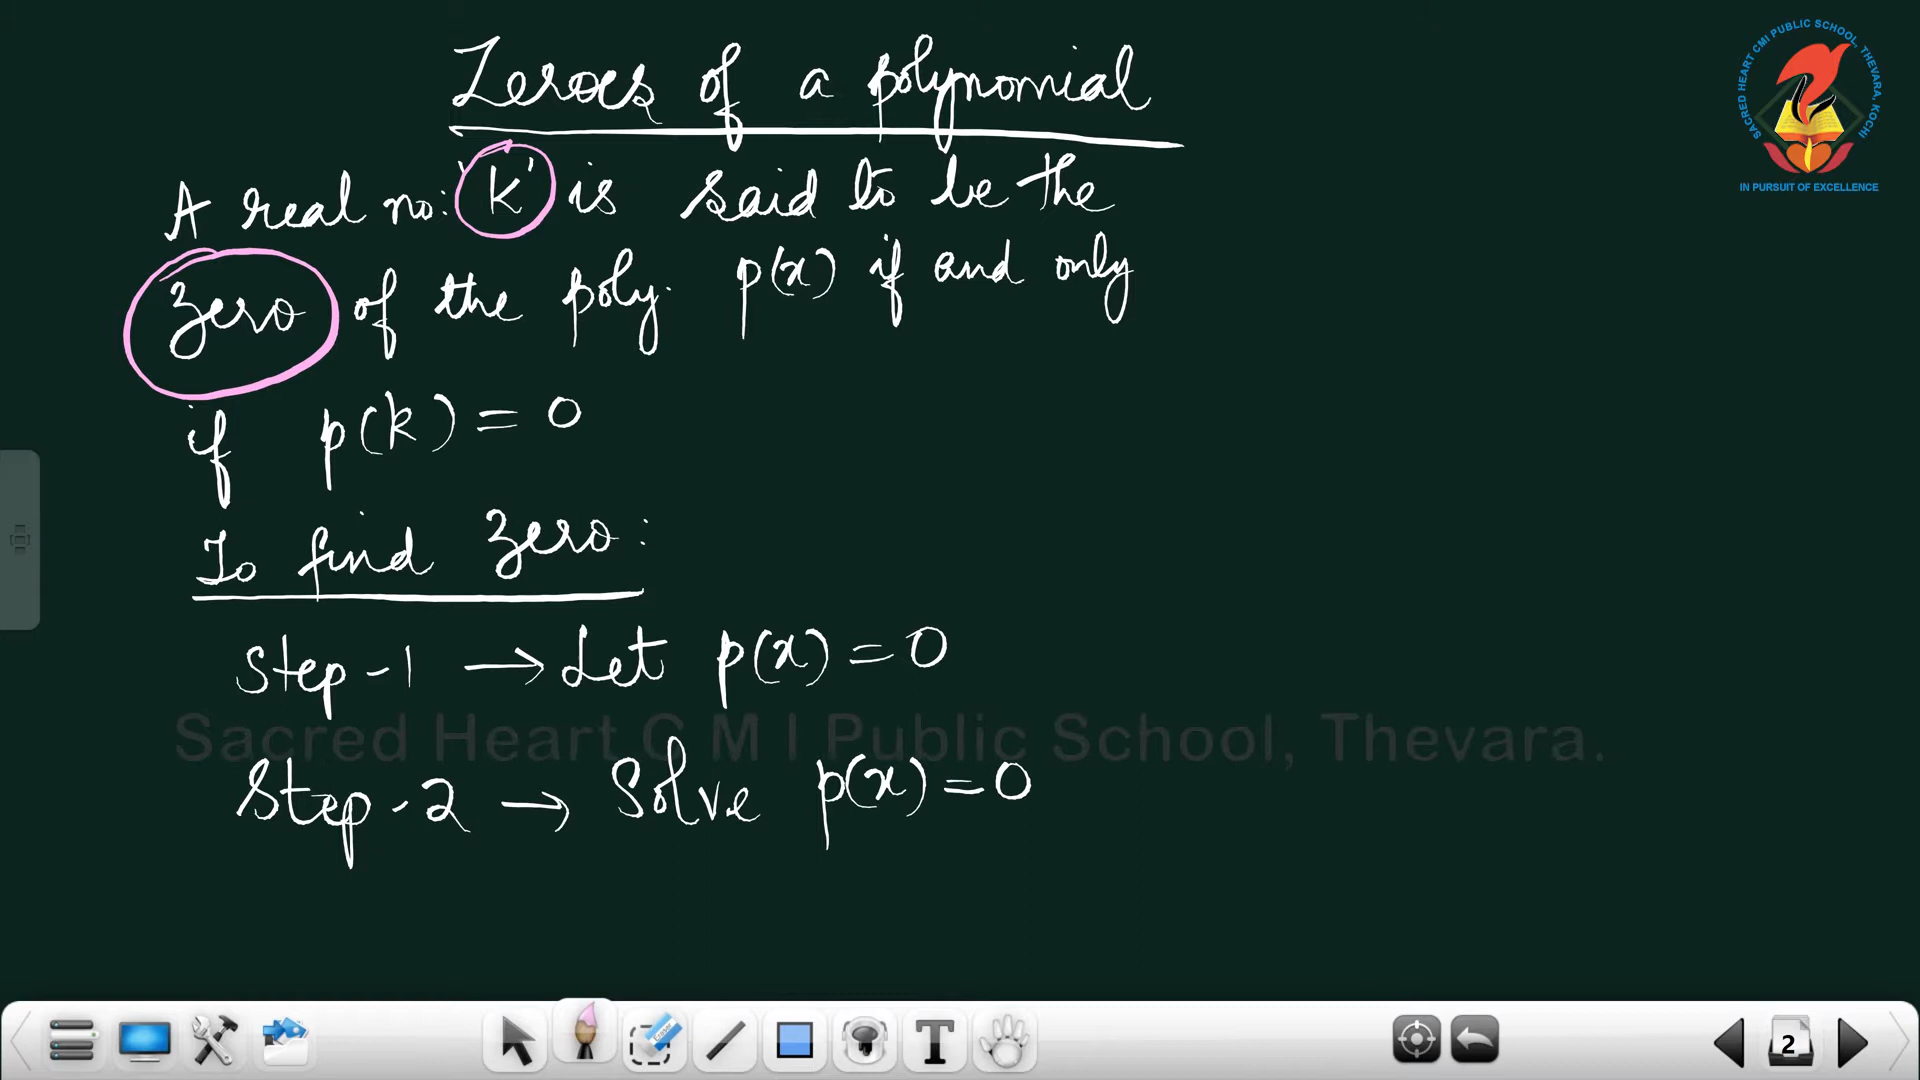 Zeroes of a polynomial
A real no: 'k' is said to be the
zero of the poly. p(x) if and only
if p(k) = 0
To find zero:
Step-1 → Let p(x) = 0
Sacred Heart C M I Public School, Thevara.
Step-2 → Solve p(x) = 0
SACRED HEART CMI PUBLIC SCHOOL, THEVARA, KOCHI
IN PURSUIT OF EXCELLENCE
Eraser
T
2